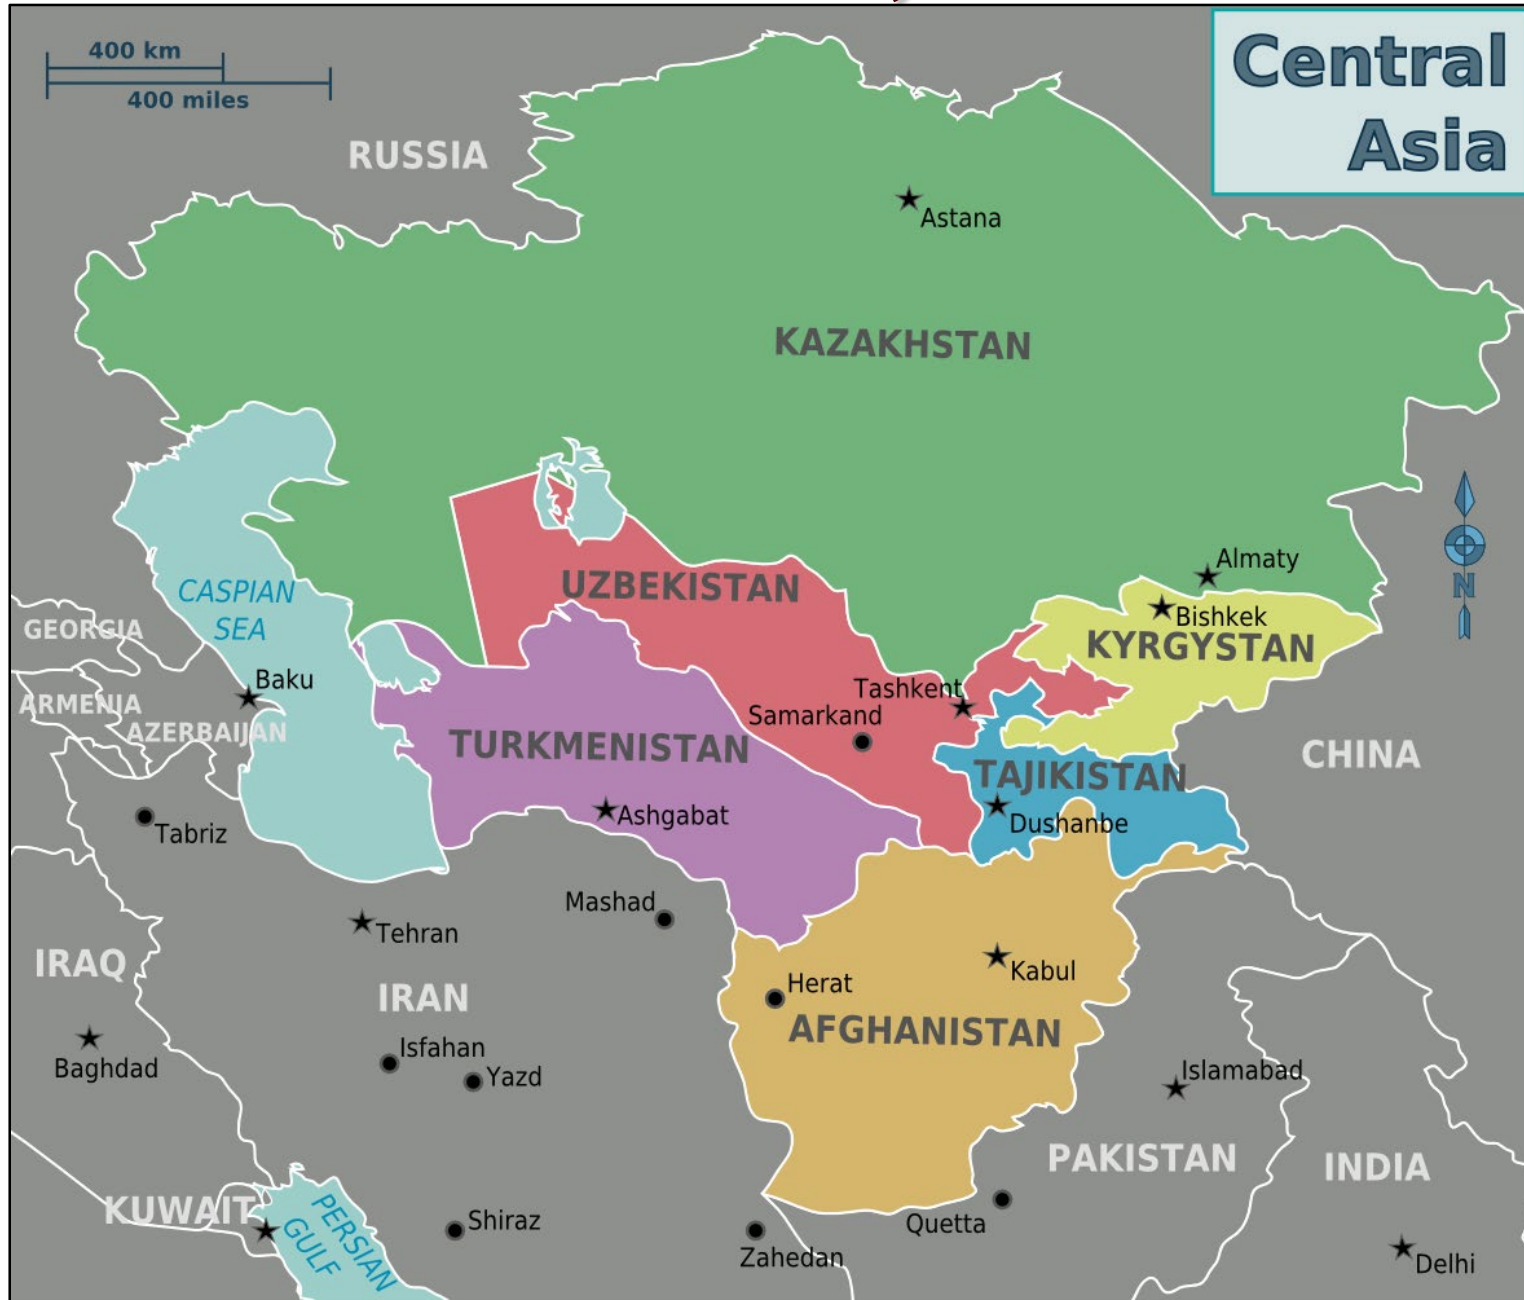 400 km
400 miles
Central
Asia
RUSSIA
Astana
KAZAKHSTAN
Almaty
Bishkek
KYRGYSTAN
UZBEKISTAN
CASPIAN
SEA
N
GEORGIA
ARMENIA
AZERBAIJAN
Baku
Tashkent
Samarkand
TURKMENISTAN
Ashgabat
TAJIKISTAN
Dushanbe
CHINA
Tabriz
Tehran
Mashad
IRAQ
IRAN
Herat
Kabul
AFGHANISTAN
Baghdad
Isfahan
Yazd
Islamabad
PAKISTAN
INDIA
KUWAIT
PERSIAN
GULF
Shiraz
Zahedan
Quetta
Delhi